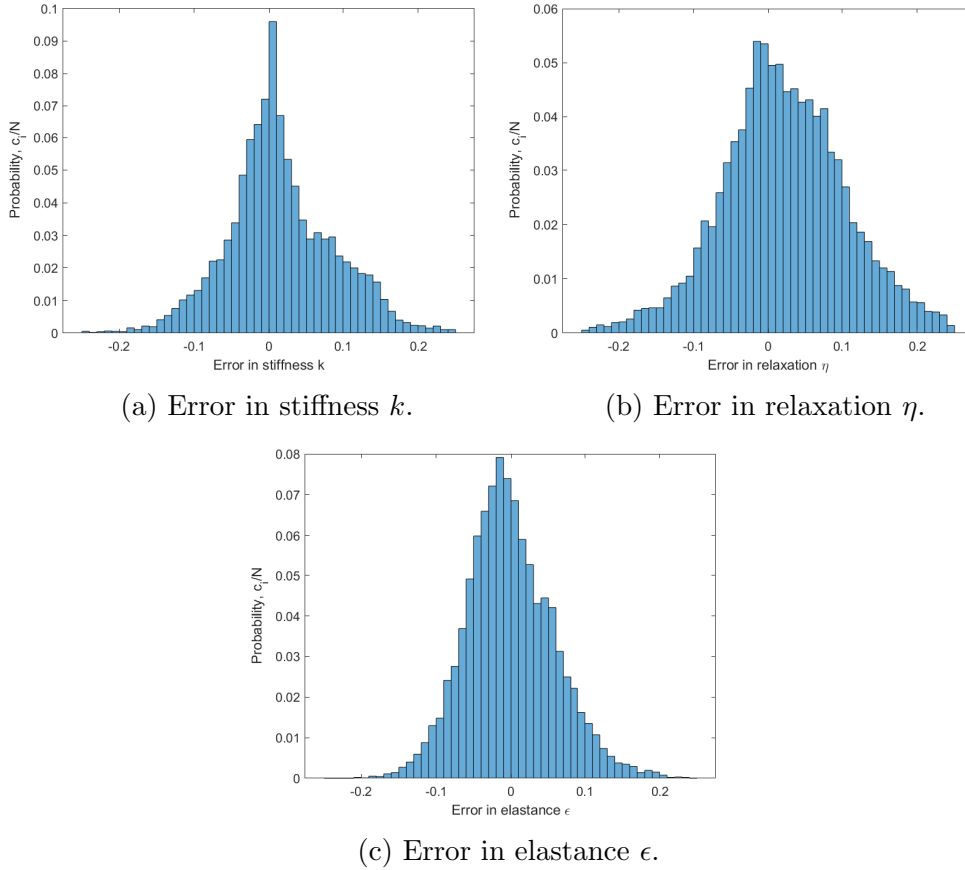 0.1
0.09
0.08
0.07
0.06
0.05
0.04
0.03
0.02
0.01
0
Probability, c_i/N
-0.2 -0.1 0 0.1 0.2
Error in stiffness k
(a) Error in stiffness k.
0.06
0.05
0.04
0.03
0.02
0.01
0
Probability, c_i/N
-0.2 -0.1 0 0.1 0.2
Error in relaxation η
(b) Error in relaxation η.
0.08
0.07
0.06
0.05
0.04
0.03
0.02
0.01
0
Probability, c_i/N
-0.2 -0.1 0 0.1 0.2
Error in elastance ϵ
(c) Error in elastance ϵ.